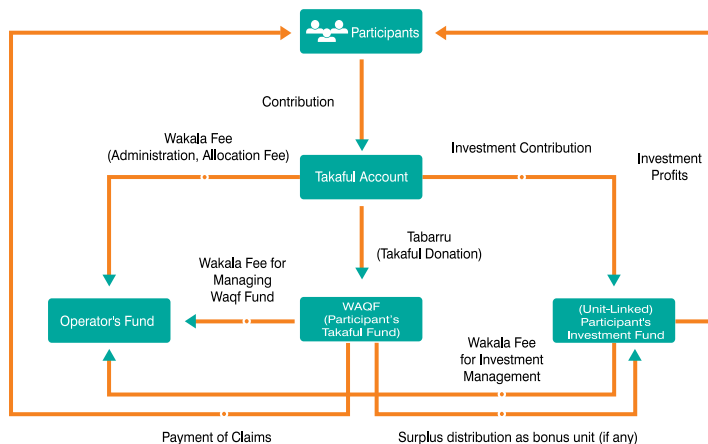 Participants
Contribution
Wakala Fee
(Administration, Allocation Fee)
Investment Contribution
Investment
Profits
Takaful Account
Tabarru
(Takaful Donation)
Wakala Fee for
Managing
Waqf Fund
Operator's Fund
WAQF
(Participant's
Takaful Fund)
(Unit-Linked)
Participant's
Investment Fund
Wakala Fee
for Investment
Management
Payment of Claims
Surplus distribution as bonus unit (if any)